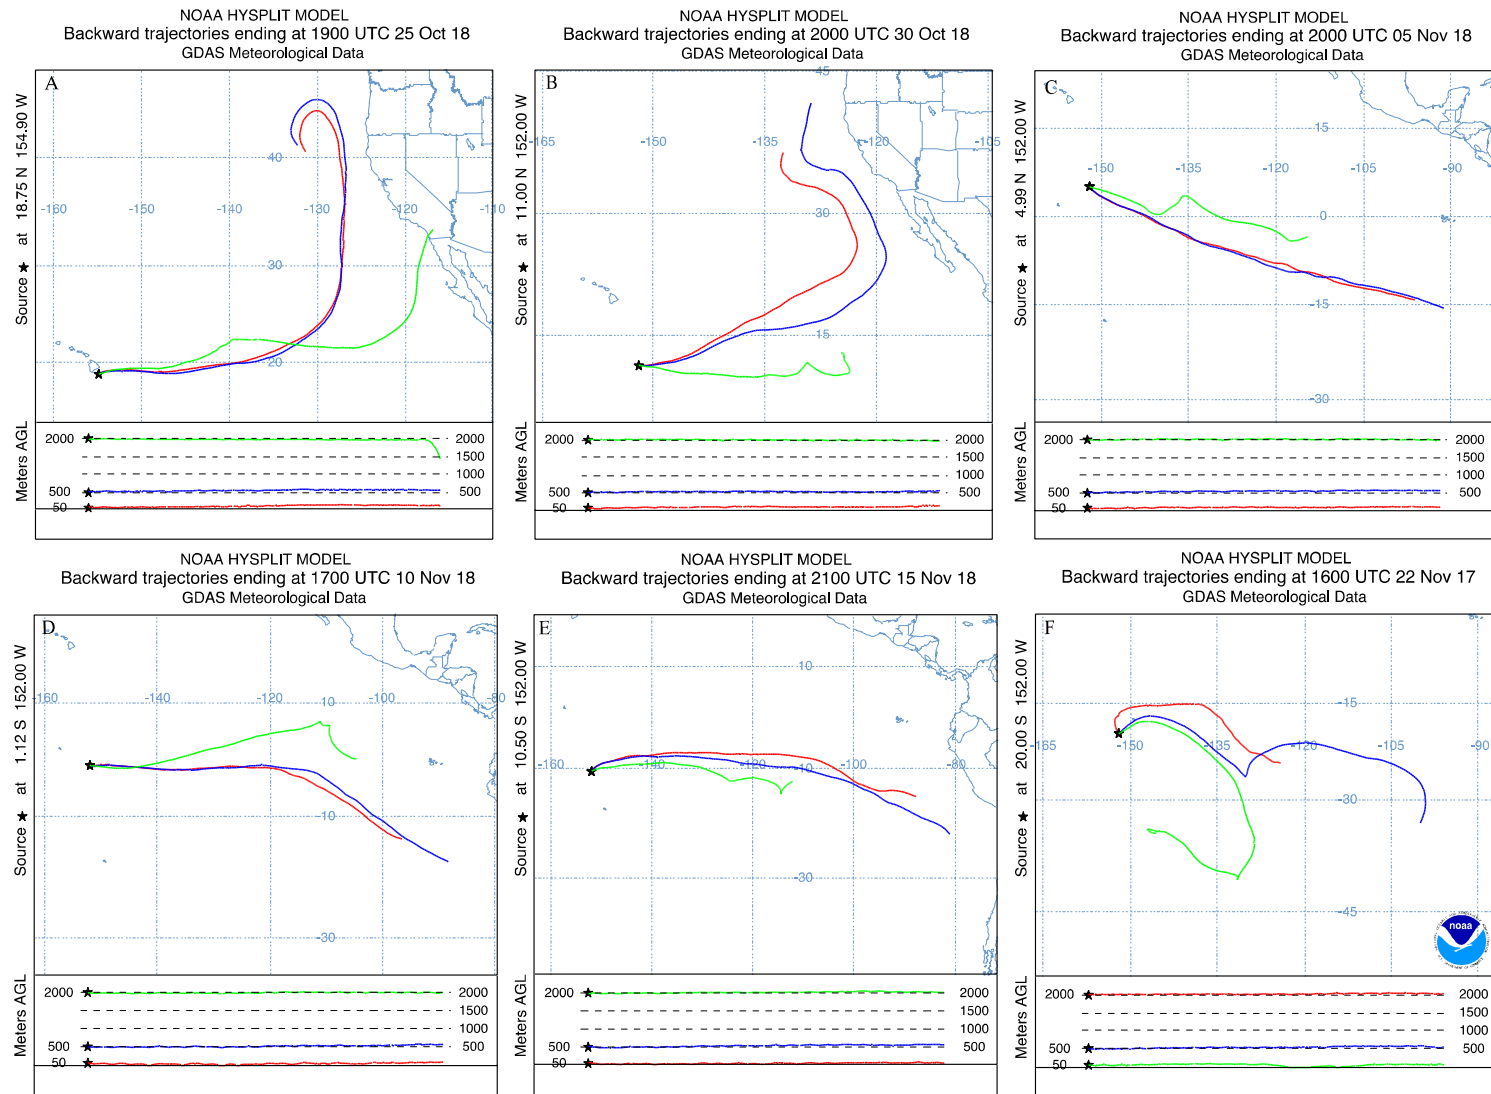 NOAA HYSPLIT MODEL
Backward trajectories ending at 1900 UTC 25 Oct 18
GDAS Meteorological Data
A
Source ★ at 18.75 N 154.90 W
-160 -150 -140 -130 -120 -110
40
30
20
Meters AGL
2000 2000
1500
1000
500 500
50
NOAA HYSPLIT MODEL
Backward trajectories ending at 2000 UTC 30 Oct 18
GDAS Meteorological Data
B
Source ★ at 11.00 N 152.00 W
45
-165 -150 -135 -120 -105
30
15
Meters AGL
2000 2000
1500
1000
500 500
50
NOAA HYSPLIT MODEL
Backward trajectories ending at 2000 UTC 05 Nov 18
GDAS Meteorological Data
C
Source ★ at 4.99 N 152.00 W
15
-150 -135 -120 -105 -90
0
-15
-30
Meters AGL
2000 2000
1500
1000
500 500
50
NOAA HYSPLIT MODEL
Backward trajectories ending at 1700 UTC 10 Nov 18
GDAS Meteorological Data
D
Source ★ at 1.12 S 152.00 W
-160 -140 -120 -100 -80
10
-10
-30
Meters AGL
2000 2000
1500
1000
500 500
50
NOAA HYSPLIT MODEL
Backward trajectories ending at 2100 UTC 15 Nov 18
GDAS Meteorological Data
E
Source ★ at 10.50 S 152.00 W
10
-160 -140 -10 -100 -80
-30
Meters AGL
2000 2000
1500
1000
500 500
50
NOAA HYSPLIT MODEL
Backward trajectories ending at 1600 UTC 22 Nov 17
GDAS Meteorological Data
F
Source ★ at 20.00 S 152.00 W
-15
-165 -150 -135 -120 -105 -90
-30
-45
noaa
Meters AGL
2000 2000
1500
1000
500 500
50